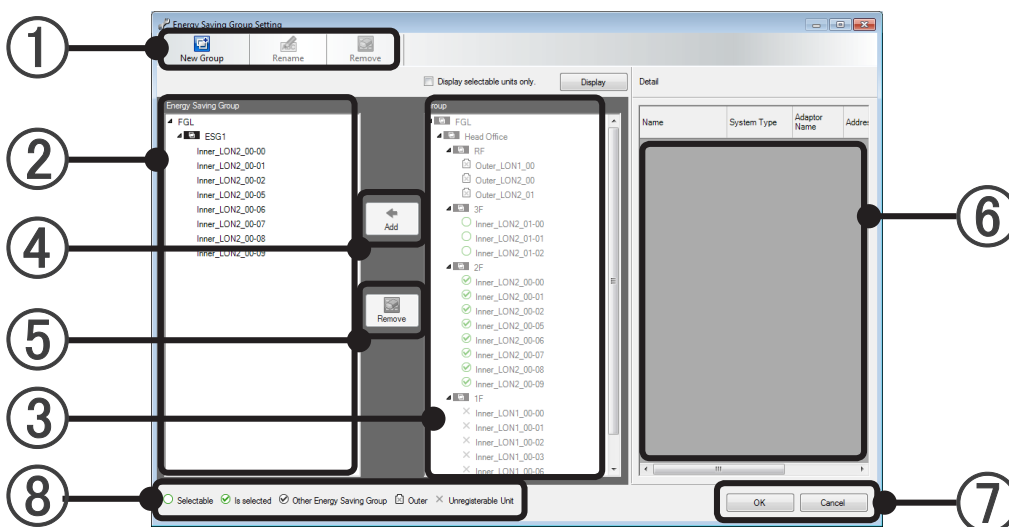 Energy Saving Group Setting
①
New Group
Rename
Remove
Display selectable units only.
Display
Detail
②
Energy Saving Group
FGL
ESG1
Inner_LON2_00-00
Inner_LON2_00-01
Inner_LON2_00-02
Inner_LON2_00-05
Inner_LON2_00-06
Inner_LON2_00-07
Inner_LON2_00-08
Inner_LON2_00-09
④
Add
⑤
Remove
③
roup
FGL
Head Office
RF
Outer_LON1_00
Outer_LON2_00
Outer_LON2_01
3F
Inner_LON2_01-00
Inner_LON2_01-01
Inner_LON2_01-02
2F
Inner_LON2_00-00
Inner_LON2_00-01
Inner_LON2_00-02
Inner_LON2_00-05
Inner_LON2_00-06
Inner_LON2_00-07
Inner_LON2_00-08
Inner_LON2_00-09
1F
Inner_LON1_00-00
Inner_LON1_00-01
Inner_LON1_00-02
Inner_LON1_00-03
Inner_LON1_00-06
Name System Type Adaptor Name Addres
⑥
⑧
Selectable Is selected Other Energy Saving Group Outer Unregisterable Unit
OK Cancel
⑦